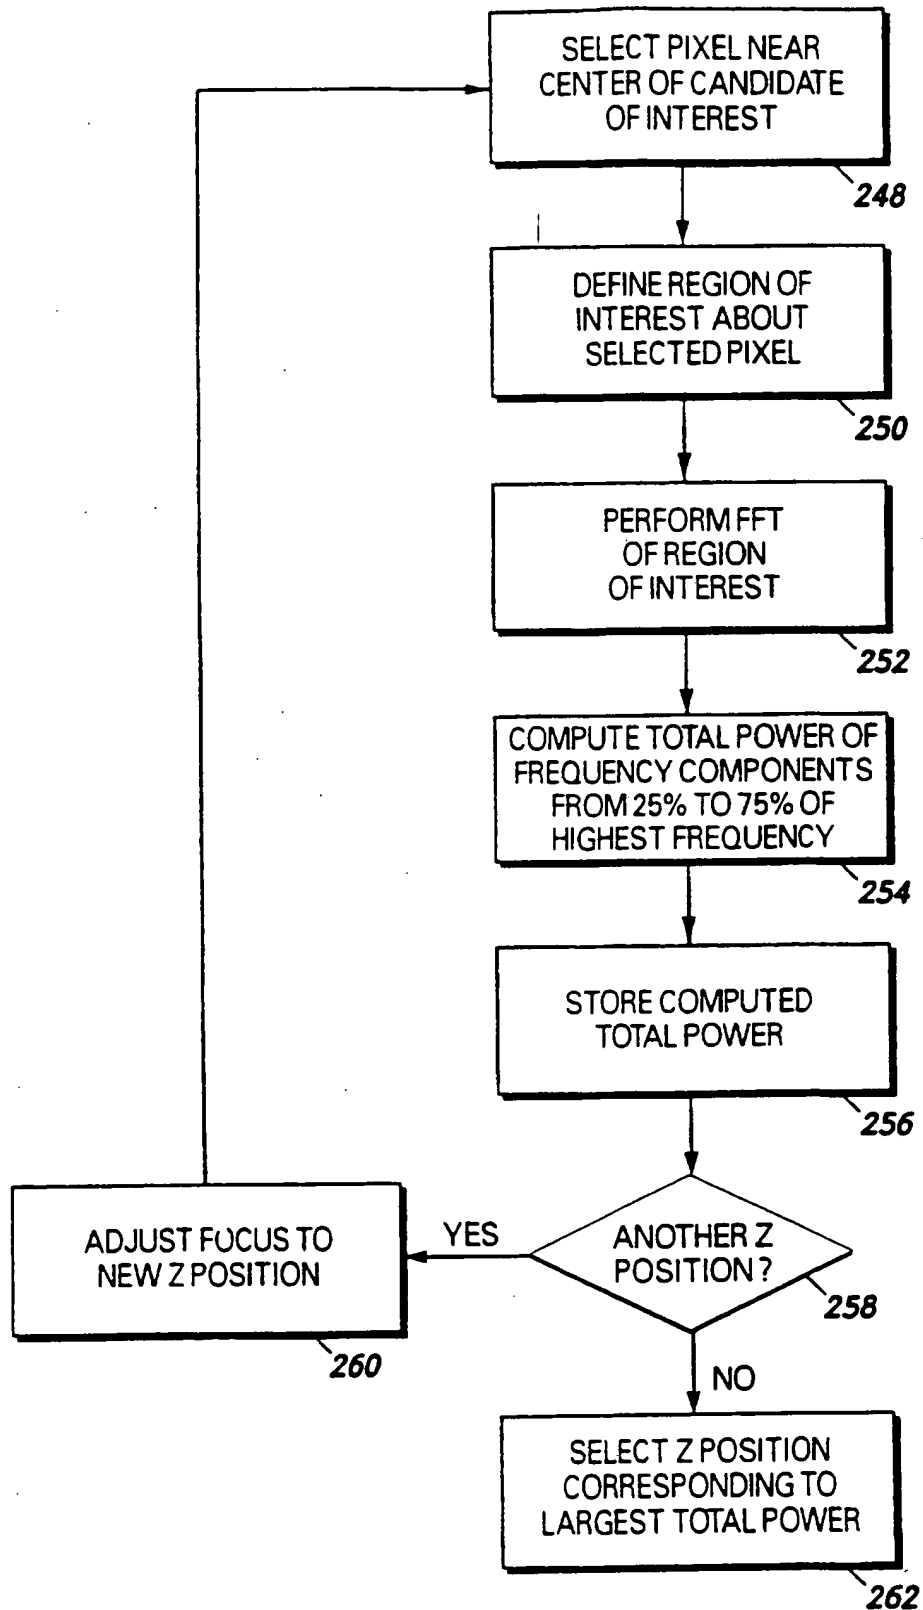 SELECT PIXEL NEAR
CENTER OF CANDIDATE
OF INTEREST
248
DEFINE REGION OF
INTEREST ABOUT
SELECTED PIXEL
250
PERFORM FFT
OF REGION
OF INTEREST
252
COMPUTE TOTAL POWER OF
FREQUENCY COMPONENTS
FROM 25% TO 75% OF
HIGHEST FREQUENCY
254
STORE COMPUTED
TOTAL POWER
256
ANOTHER Z
POSITION?
258
YES
ADJUST FOCUS TO
NEW Z POSITION
260
NO
SELECT Z POSITION
CORRESPONDING TO
LARGEST TOTAL POWER
262